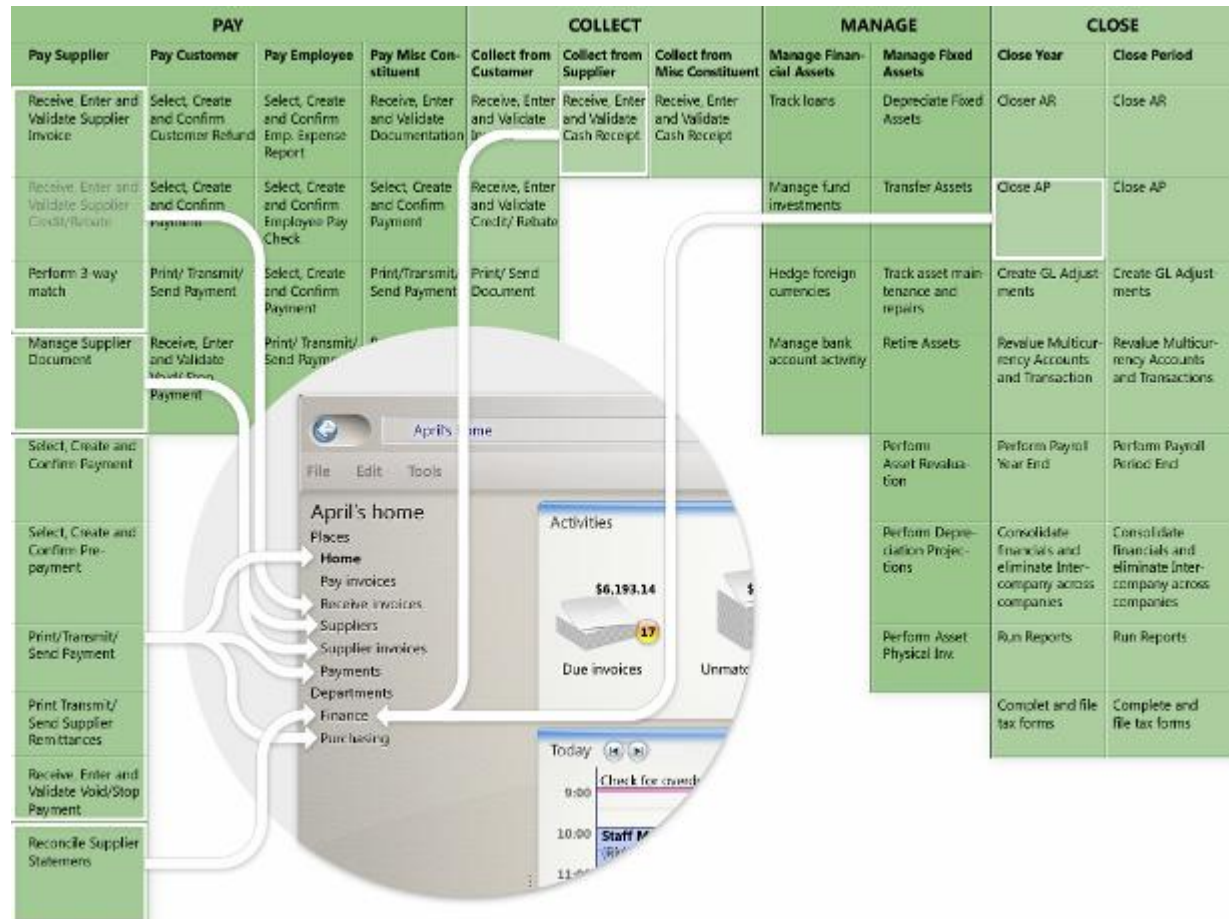 PAY
COLLECT
MANAGE
CLOSE
Pay Supplier
Pay Customer
Pay Employee
Pay Misc Con-
stituent
Collect from
Customer
Collect from
Supplier
Collect from
Misc Constituent
Manage Finan-
cial Assets
Manage Fixed
Assets
Close Year
Close Period
Receive, Enter and
Validate Supplier
Invoice
Select, Create
and Confirm
Customer Refund
Select, Create
and Confirm
Emp. Expense
Report
Receive, Enter
and Validate
Documentation
Receive, Enter
and Validate
Receive, Enter
and Validate
Cash Receipt
Receive, Enter
and Validate
Cash Receipt
Track loans
Depreciate Fixed
Assets
Closer AR
Close AR
Receive, Enter and
Validate Supplier
Credit/Rebate
Select, Create
and Confirm
Payment
Select, Create
and Confirm
Employee Pay
Check
Select, Create
and Confirm
Payment
Receive, Enter
and Validate
Credit/ Rebate
Manage fund
investments
Transfer Assets
Close AP
Close AP
Perform 3-way
match
Print/ Transmit/
Send Payment
Select, Create
and Confirm
Payment
Print/Transmit/
Send Payment
Print/ Send
Document
Hedge foreign
currencies
Track asset main-
tenance and
repairs
Create GL Adjust-
ments
Create GL Adjust-
ments
Manage Supplier
Document
Receive, Enter
and Validate
Void/ Stop
Payment
Print/ Transmit/
Send
Manage bank
account activitiy
Retire Assets
Revalue Multicur-
rency Accounts
and Transaction
Revalue Multicur-
rency Accounts
and Transactions
Select, Create and
Confirm Payment
Perform
Asset Revalua-
tion
Perform Payroll
Year End
Perform Payroll
Period End
Select, Create and
Confirm Pre-
payment
Perform Depre-
ciation Projec-
tions
Consolidate
financials and
eliminate Inter-
company across
companies
Consolidate
financials and
eliminate Inter-
company across
companies
Print/Transmit/
Send Payment
Perform Asset
Physical Inv.
Run Reports
Run Reports
Print Transmit/
Send Supplier
Remittances
Complet and file
tax forms
Complete and
file tax forms
Receive, Enter and
Validate Void/Stop
Payment
Reconcile Supplier
Statemens
April's
File Edit Tools
April's home
Places
Home
Pay invoices
Receive invoices
Suppliers
Supplier invoices
Payments
Departments
Finance
Purchasing
Activities
$6,193.14
17
Due invoices
Today
Check for
9:00
10:00 Staff